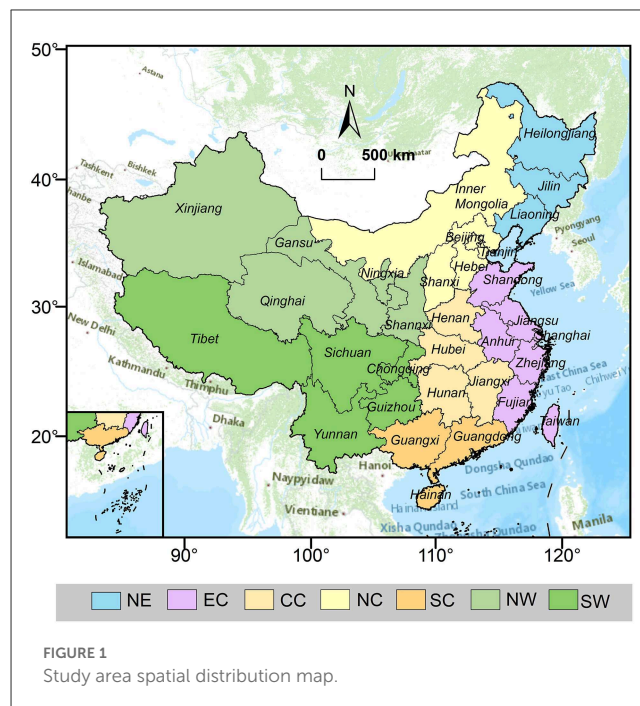 50°
Astana
N
Ulaanbaatar
Heilongjiang
0 500 km
40°
Tashkent
Bishkek
Jilin
Inner
Mongolia
Liaoning
Xinjiang
Pyongyang
Beijing
Tianjin
Seoul
Gansu
Hebei
Islamabad
Ningxia
Shanxi
Shandong
Yellow Sea
Qinghai
30°
Shannxi
Henan
Jiangsu
Shanghai
New Delhi
Tibet
Anhui
Sichuan
Hubei
Zhejiang
Chongqing
East China Sea
Kathmandu
Thimphu
Jiangxi
Hunan
Guizhou
Fujian
Dhaka
Taiwan
20°
Yunnan
Guangxi
Guangdong
Hanoi
Dongsha Qundao
Naypyidaw
Hainan
South China Sea
Vientiane
Xisha Qundao
Manila
90° 100° 110° 120°
NE EC CC NC SC NW SW
FIGURE 1
Study area spatial distribution map.